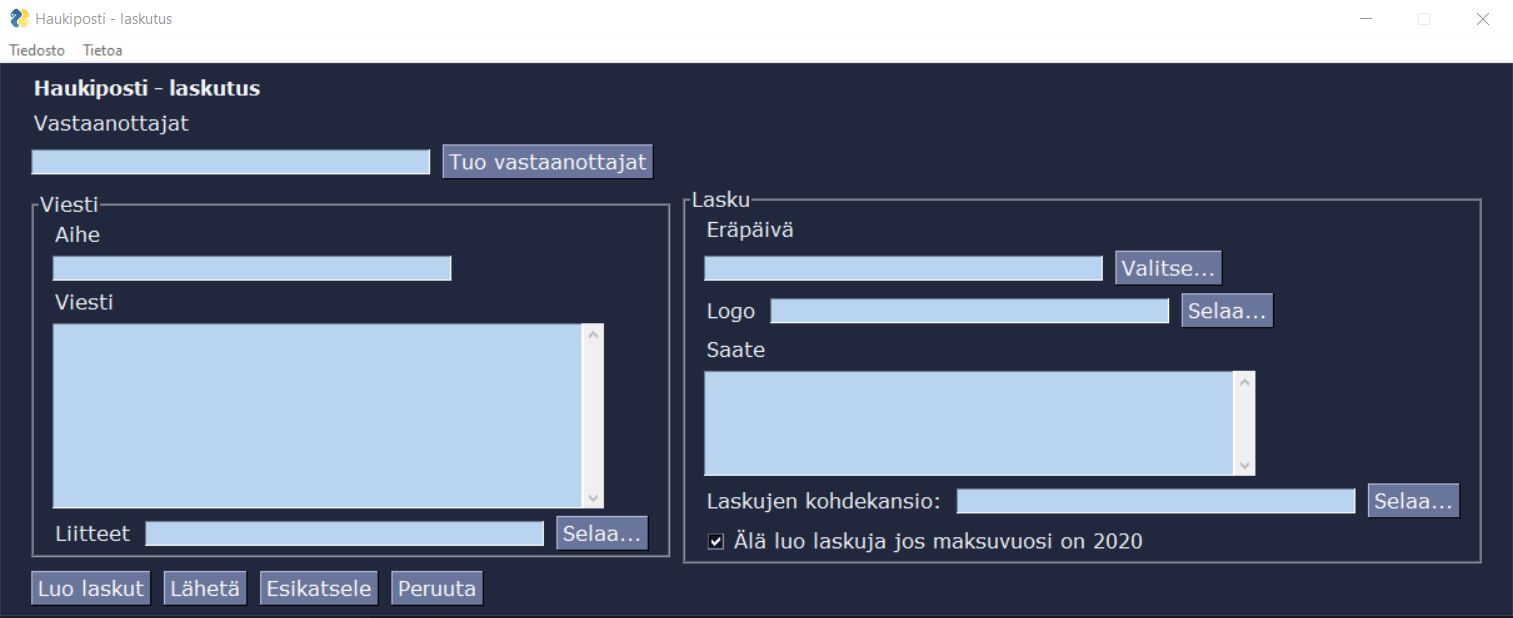 Haukiposti - laskutus
Tiedosto Tietoa
Haukiposti - laskutus
Vastaanottajat
Tuo vastaanottajat
Viesti
Aihe
Viesti
Liitteet Selaa...
Lasku
Eräpäivä
Valitse...
Logo Selaa...
Saate
Laskujen kohdekansio: Selaa...
Älä luo laskuja jos maksuvuosi on 2020
Luo laskut Lähetä Esikatsele Peruuta